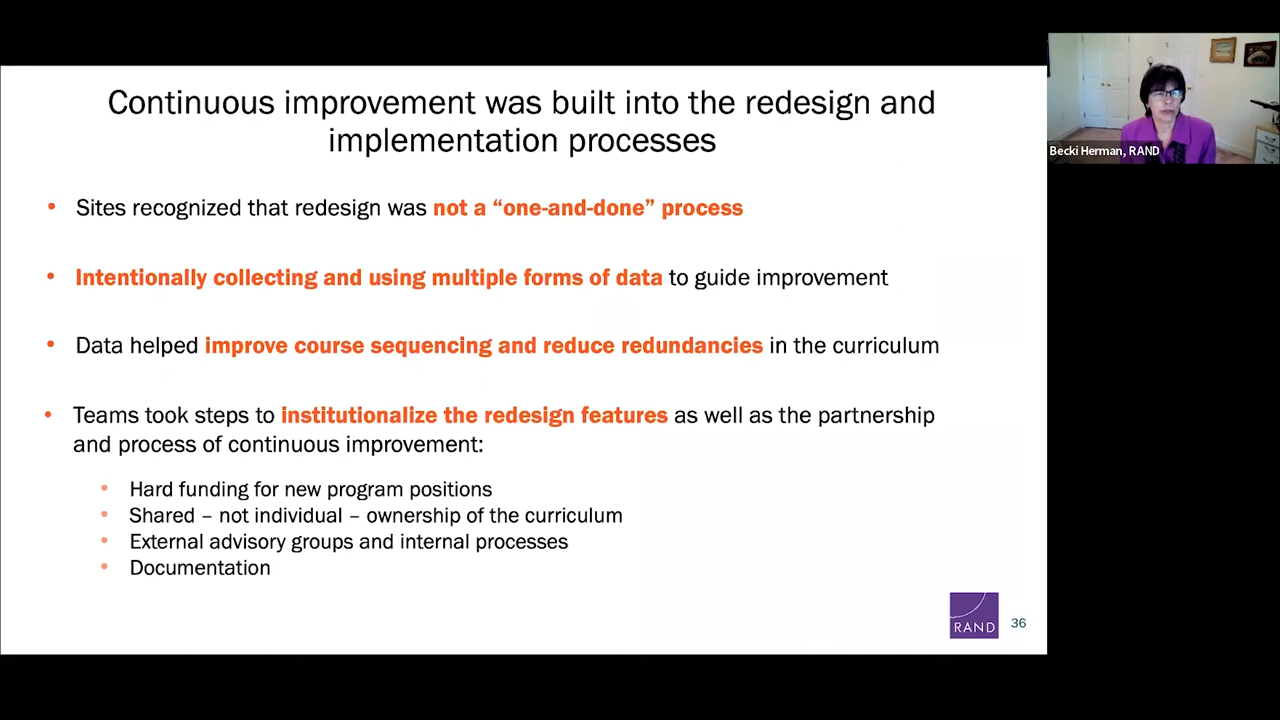 Continuous improvement was built into the redesign and
implementation processes
• Sites recognized that redesign was not a “one-and-done” process
• Intentionally collecting and using multiple forms of data to guide improvement
• Data helped improve course sequencing and reduce redundancies in the curriculum
• Teams took steps to institutionalize the redesign features as well as the partnership
and process of continuous improvement:
• Hard funding for new program positions
• Shared – not individual – ownership of the curriculum
• External advisory groups and internal processes
• Documentation
RAND
36
Becki Herman, RAND